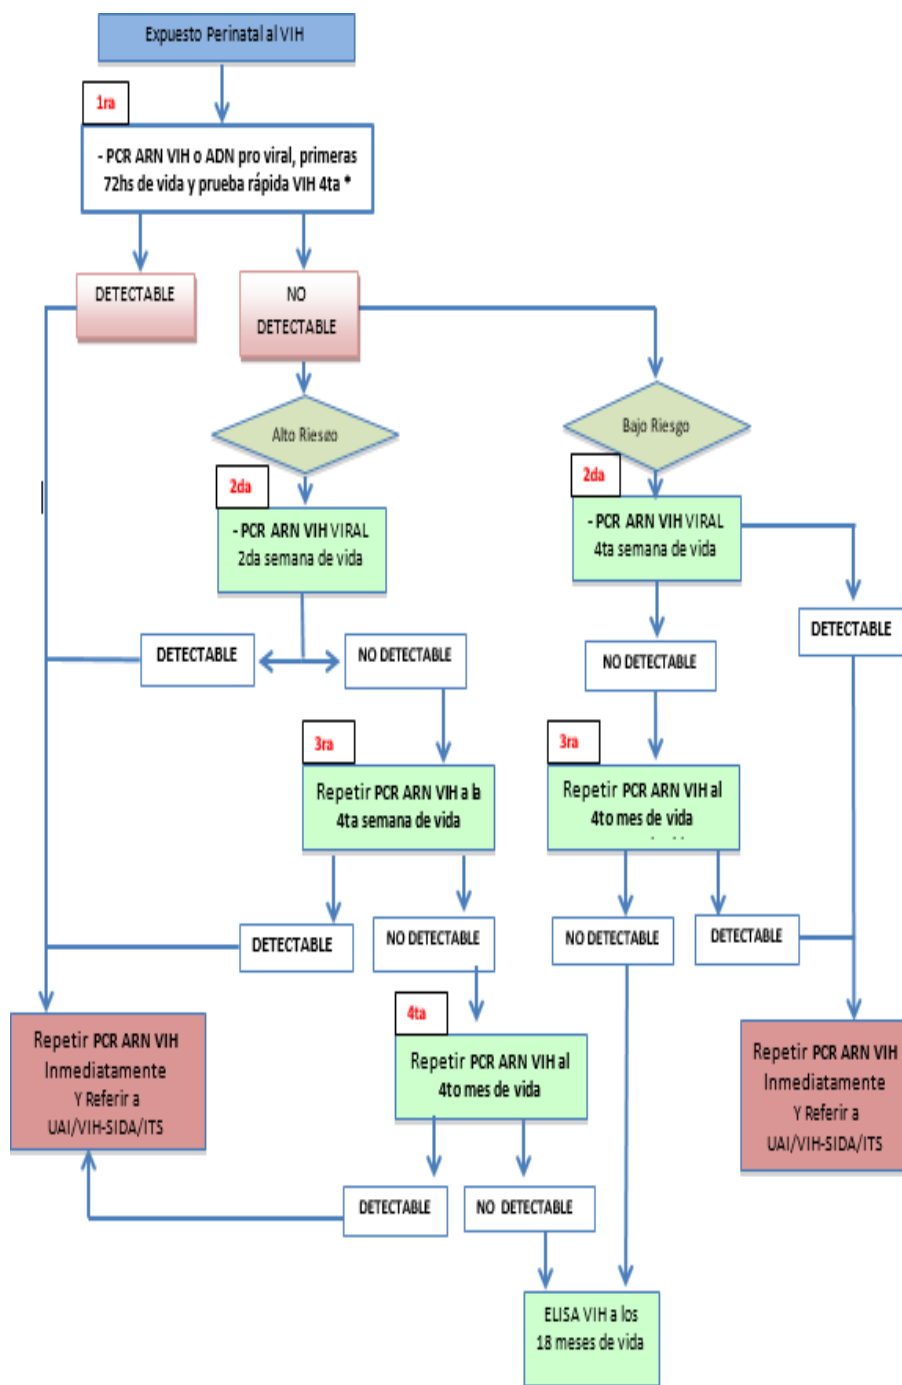 Expuesto Perinatal al VIH
1ra
- PCR ARN VIH o ADN pro viral, primeras
72hs de vida y prueba rápida VIH 4ta *
DETECTABLE
NO
DETECTABLE
Alto Riesgo
Bajo Riesgo
2da
- PCR ARN VIH VIRAL
2da semana de vida
2da
- PCR ARN VIH VIRAL
4ta semana de vida
DETECTABLE
DETECTABLE
NO DETECTABLE
NO DETECTABLE
3ra
Repetir PCR ARN VIH a la
4ta semana de vida
3ra
Repetir PCR ARN VIH al
4to mes de vida
DETECTABLE
NO DETECTABLE
NO DETECTABLE
DETECTABLE
Repetir PCR ARN VIH
Inmediatamente
Y Referir a
UAI/VIH-SIDA/ITS
4ta
Repetir PCR ARN VIH al
4to mes de vida
Repetir PCR ARN VIH
Inmediatamente
Y Referir a
UAI/VIH-SIDA/ITS
DETECTABLE
NO DETECTABLE
ELISA VIH a los
18 meses de vida